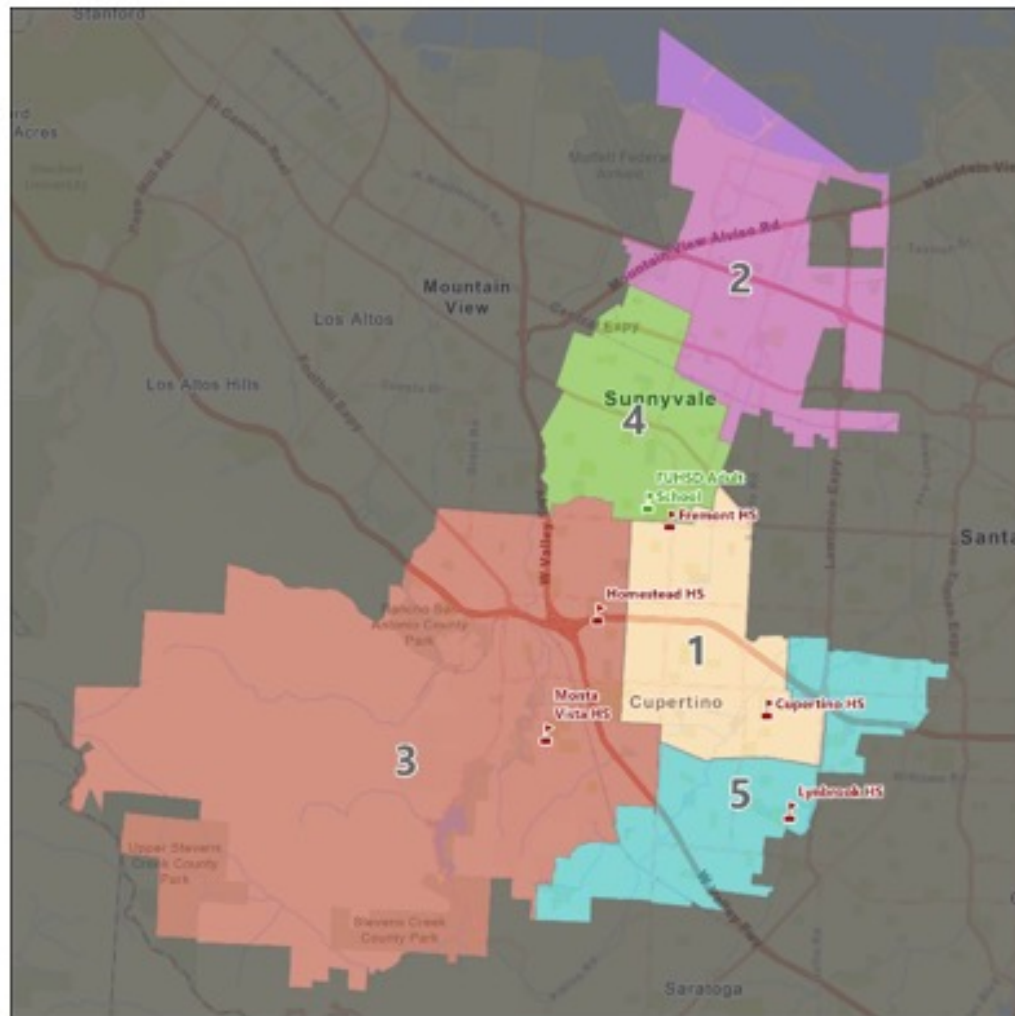 Stanford
Acres
El Camino Real
Moffett Federal
Mountain View Alviso Rd
Mountain Vie
2
Mountain
View
Los Altos
Central Expy
Los Altos Hills
Foothill Expy
Sunnyvale
4
FUHSD Adult
School
Fremont HS
Lawrence Expy
Santa
W Valley
Homestead HS
Rancho San
Antonio County
Park
1
Monta
Vista HS
Cupertino
Cupertino HS
3
5
Lynbrook HS
Upper Stevens
Creek County
Park
Stevens Creek
County Park
W Valley Fwy
Saratoga